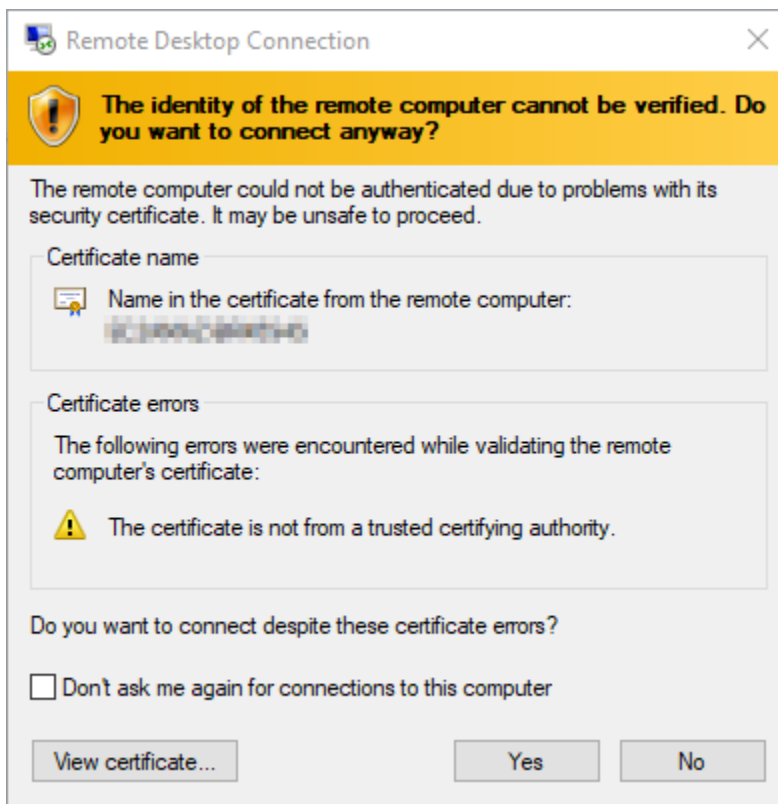 Remote Desktop Connection
The identity of the remote computer cannot be verified. Do
you want to connect anyway?
The remote computer could not be authenticated due to problems with its
security certificate. It may be unsafe to proceed.
Certificate name
Name in the certificate from the remote computer:
Certificate errors
The following errors were encountered while validating the remote
computer's certificate:
The certificate is not from a trusted certifying authority.
Do you want to connect despite these certificate errors?
Don't ask me again for connections to this computer
View certificate...
Yes
No